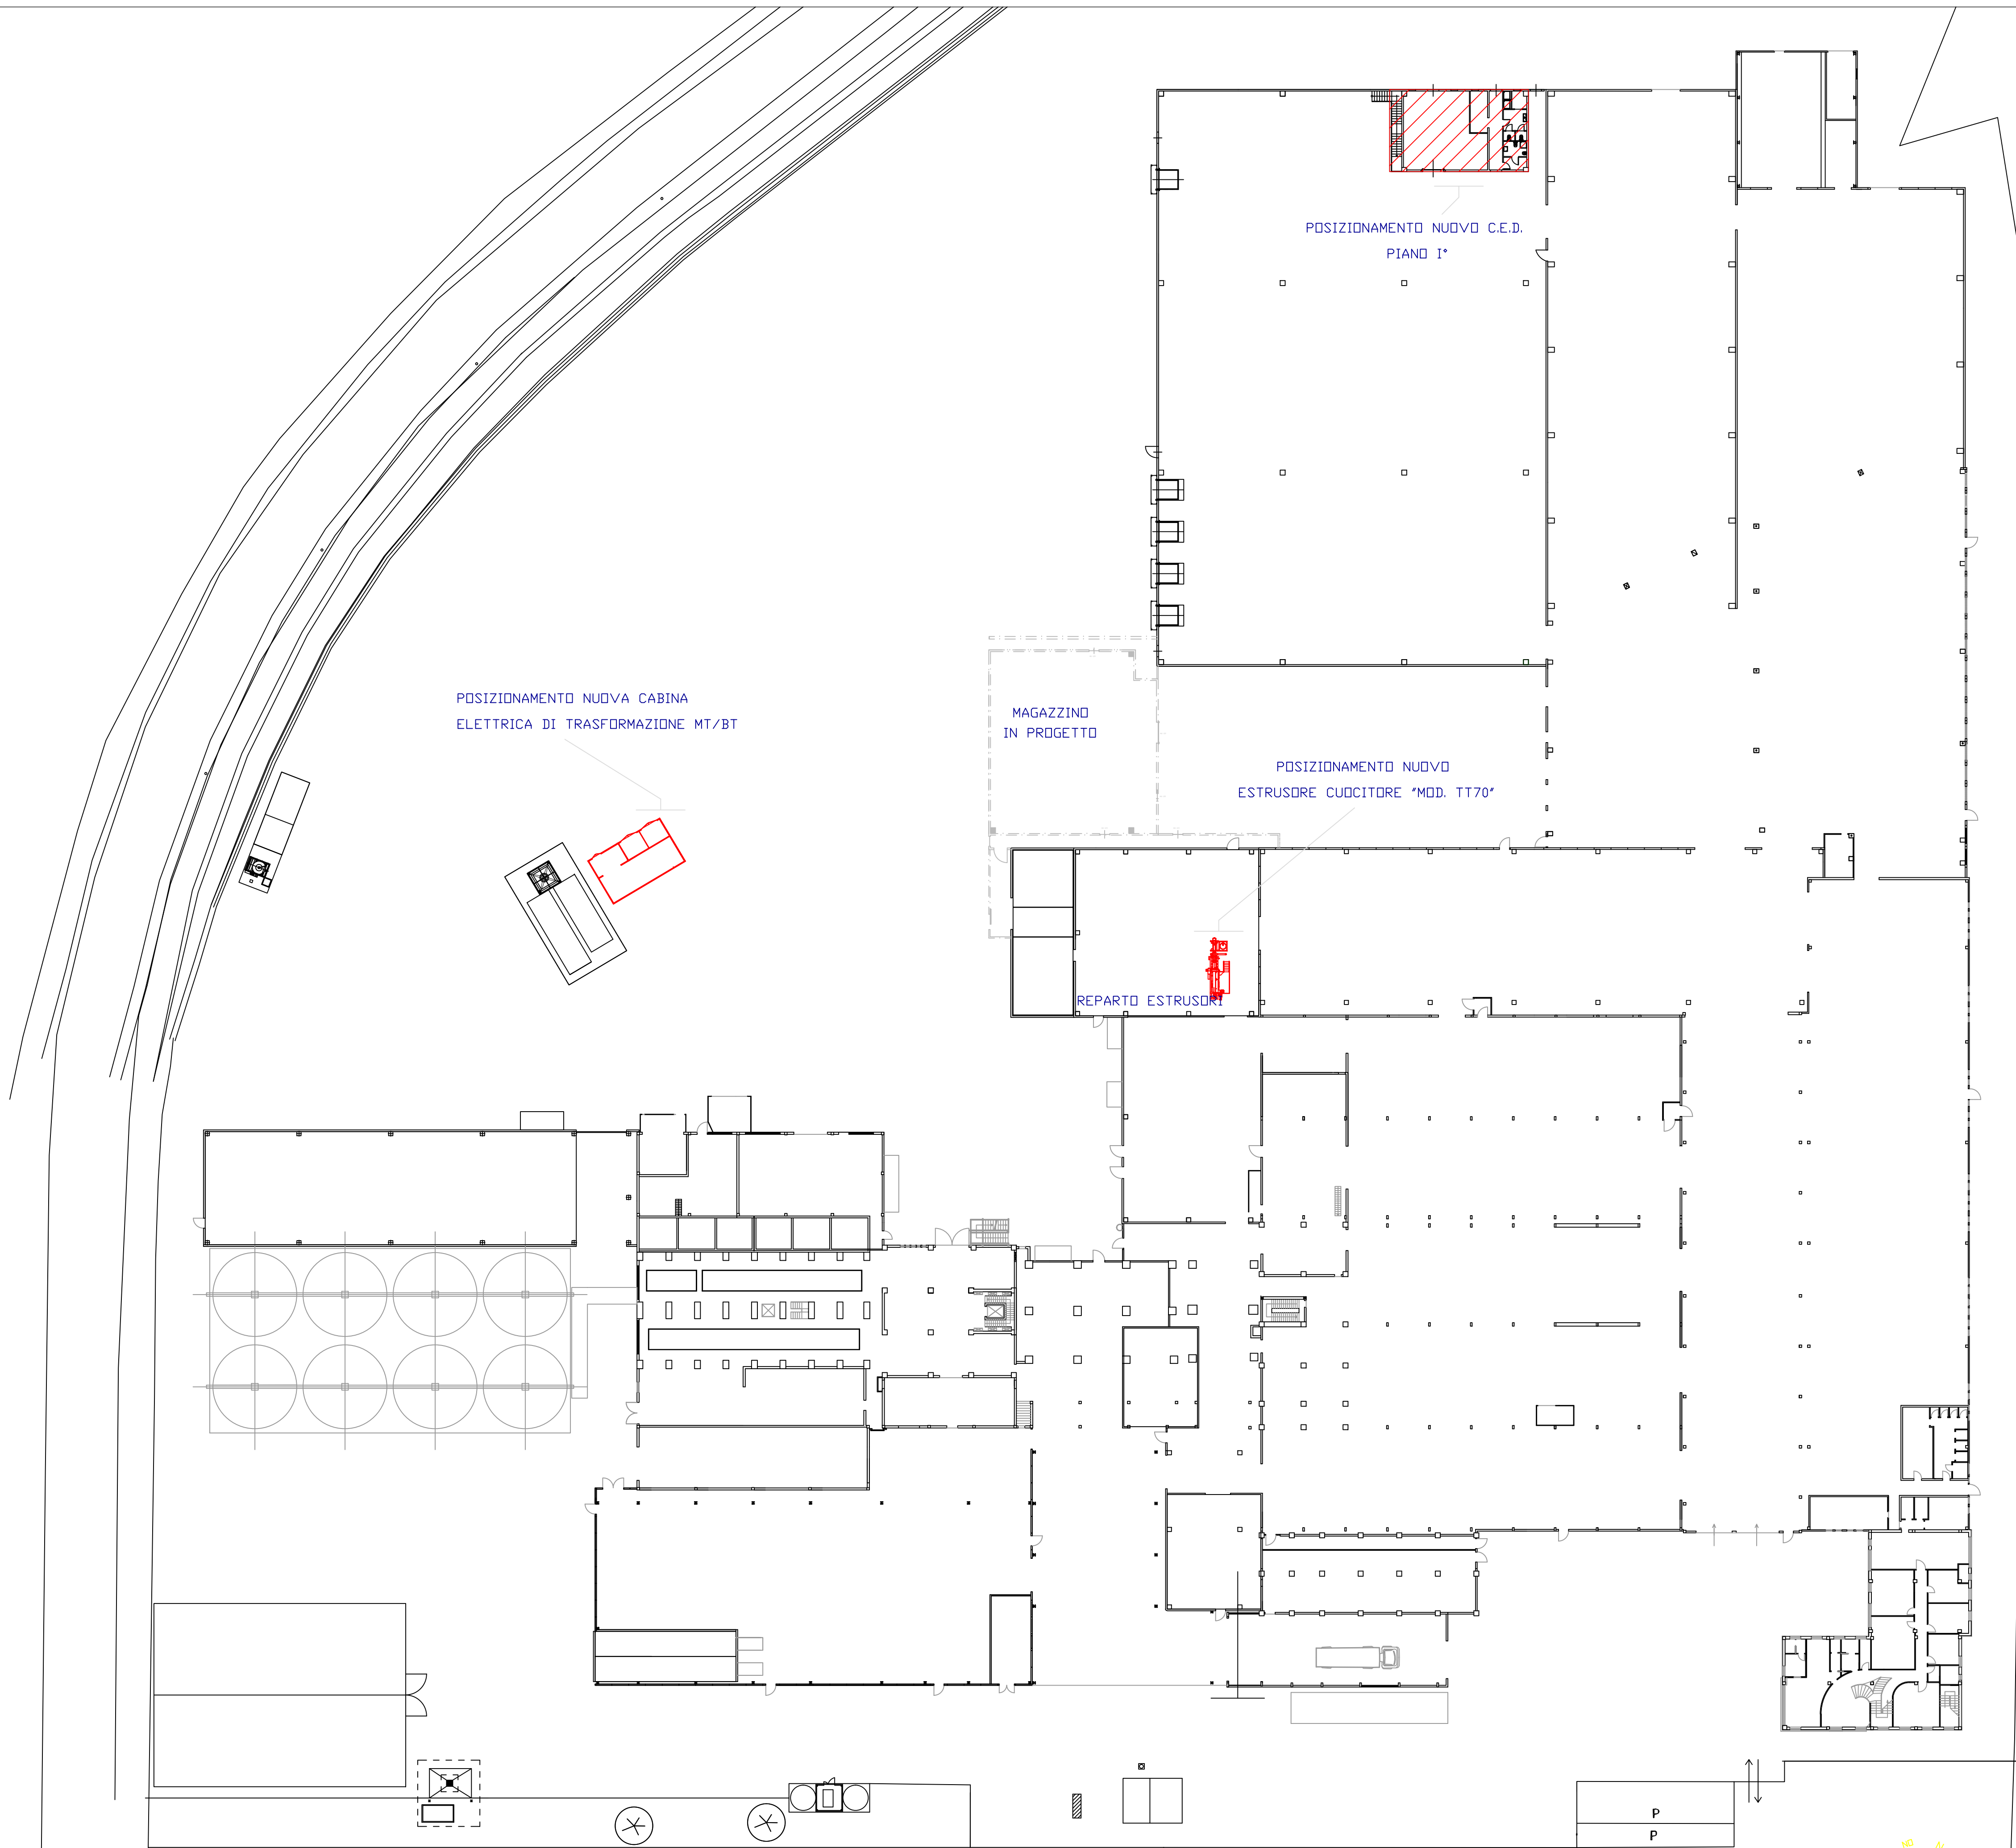 POSIZIONAMENTO NUOVO C.E.D.
PIANO I°
POSIZIONAMENTO NUOVA CABINA
ELETTRICA DI TRASFORMAZIONE MT/BT
MAGAZZINO
IN PROGETTO
POSIZIONAMENTO NUOVO
ESTRUSORE CUOCITORE "MOD. TT70"
REPARTO ESTRUSORI
P
P